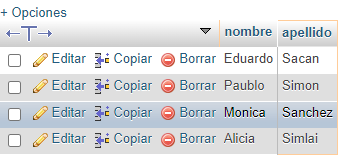 + Opciones
nombre apellido
Editar Copiar Borrar Eduardo Sacan
Editar Copiar Borrar Paublo Simon
Editar Copiar Borrar Monica Sanchez
Editar Copiar Borrar Alicia Simlai